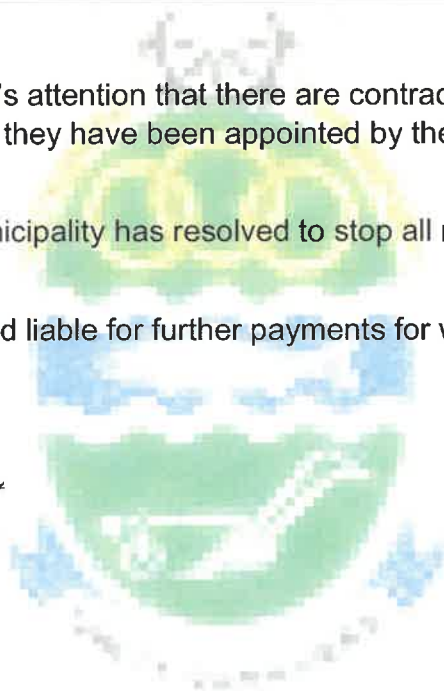 's attention that there are contrac
they have been appointed by the
nicipality has resolved to stop all
d liable for further payments for